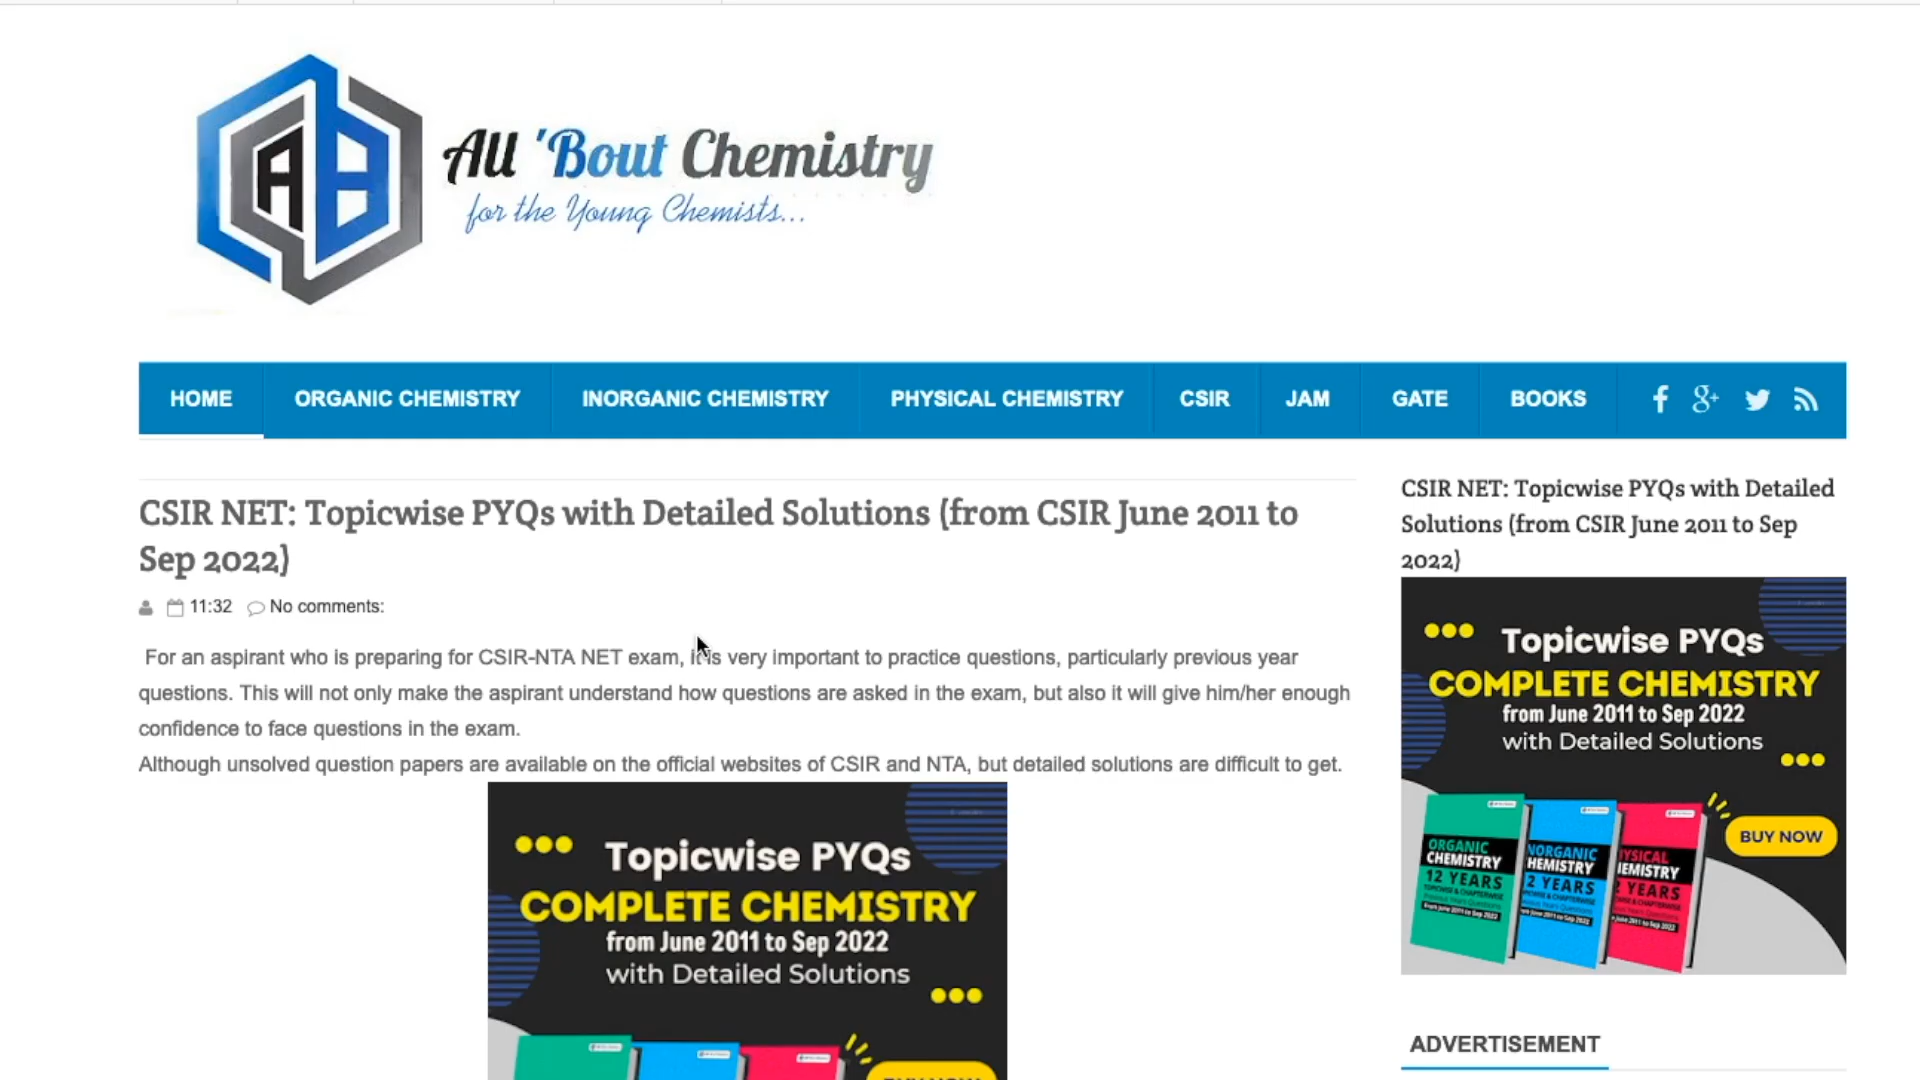 All 'Bout Chemistry
for the Young Chemists...
HOME ORGANIC CHEMISTRY INORGANIC CHEMISTRY PHYSICAL CHEMISTRY CSIR JAM GATE BOOKS
CSIR NET: Topicwise PYQs with Detailed Solutions (from CSIR June 2011 to
Sep 2022)
11:32 No comments:
For an aspirant who is preparing for CSIR-NTA NET exam, it is very important to practice questions, particularly previous year
questions. This will not only make the aspirant understand how questions are asked in the exam, but also it will give him/her enough
confidence to face questions in the exam.
Although unsolved question papers are available on the official websites of CSIR and NTA, but detailed solutions are difficult to get.
Topicwise PYQs
COMPLETE CHEMISTRY
from June 2011 to Sep 2022
with Detailed Solutions
CSIR NET: Topicwise PYQs with Detailed
Solutions (from CSIR June 2011 to Sep
2022)
Topicwise PYQs
COMPLETE CHEMISTRY
from June 2011 to Sep 2022
with Detailed Solutions
BUY NOW
ORGANIC
CHEMISTRY
12 YEARS
From June 2011 to Sep 2022
NORGANIC
HEMISTRY
2 YEARS
YSICAL
EMISTRY
2 YEARS
ADVERTISEMENT